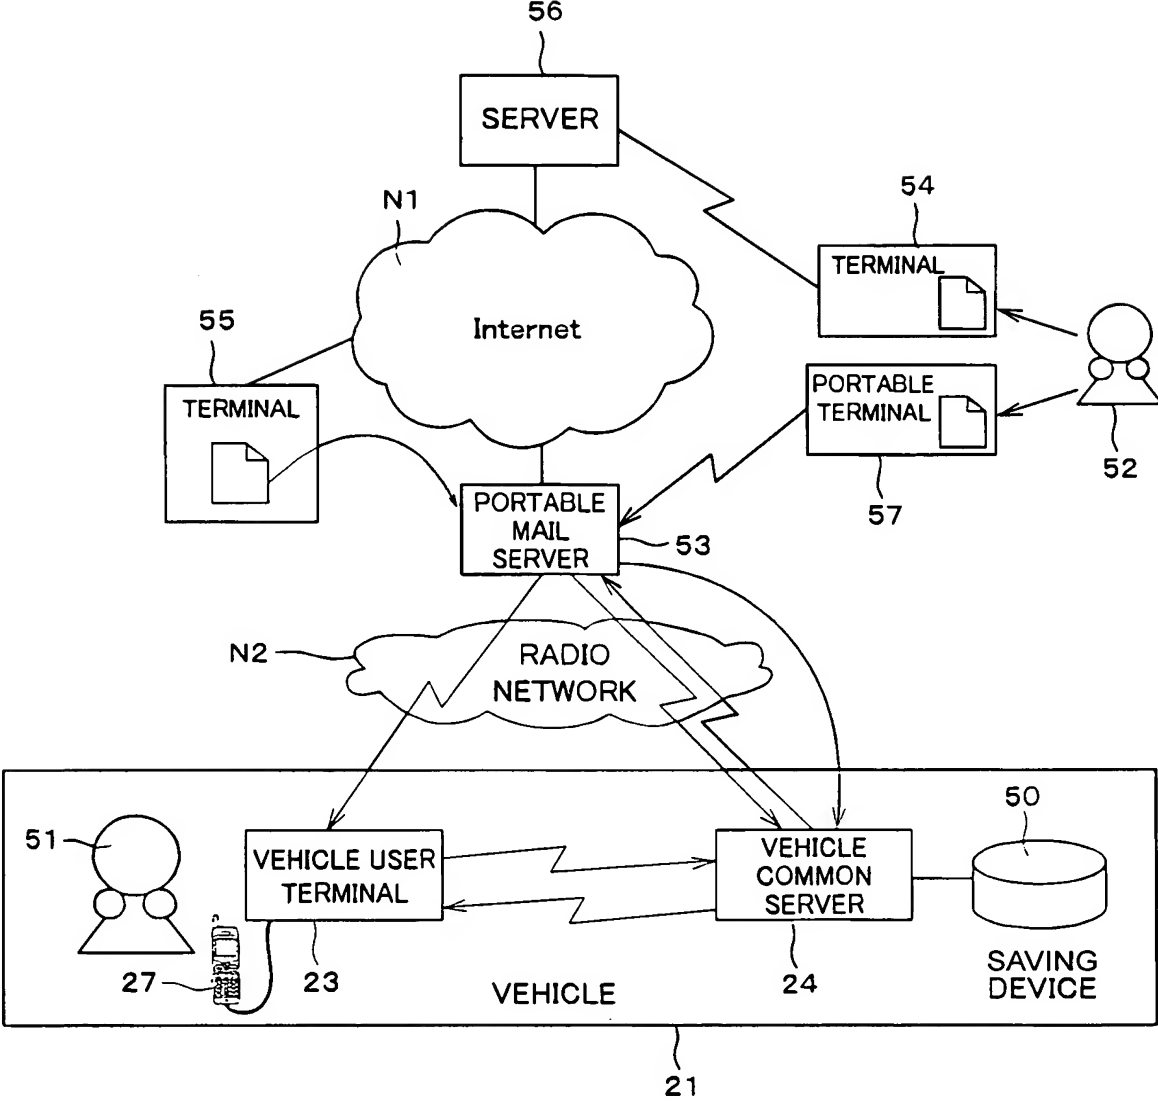 56
SERVER
N1
54
TERMINAL
Internet
55
TERMINAL
PORTABLE
TERMINAL
52
57
PORTABLE
MAIL
SERVER
53
N2
RADIO
NETWORK
50
51
VEHICLE USER
TERMINAL
VEHICLE
COMMON
SERVER
27
23
24
SAVING
DEVICE
VEHICLE
21